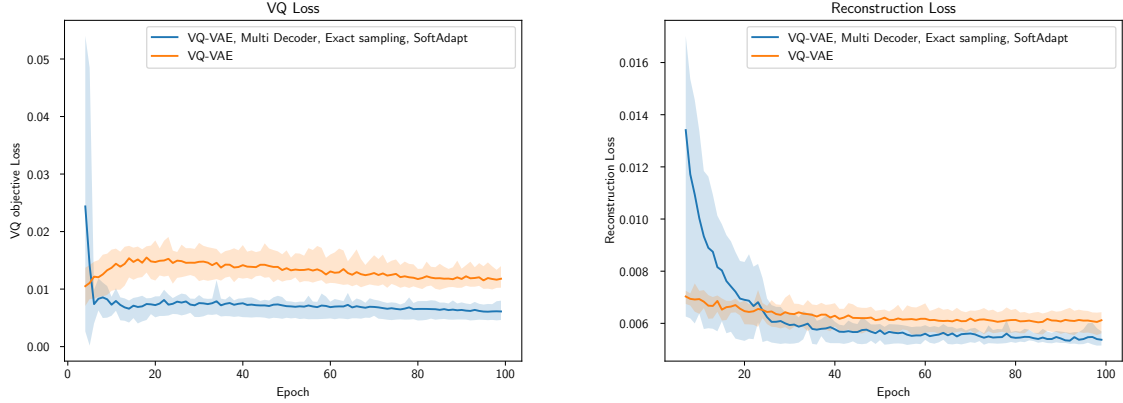 VQ Loss
VQ-VAE, Multi Decoder, Exact sampling, SoftAdapt
VQ-VAE
0.05
0.04
0.03
0.02
0.01
0.00
VQ objective Loss
0
20
40
60
80
100
Epoch
Reconstruction Loss
VQ-VAE, Multi Decoder, Exact sampling, SoftAdapt
VQ-VAE
0.016
0.014
0.012
0.010
0.008
0.006
Reconstruction Loss
20
40
60
80
100
Epoch